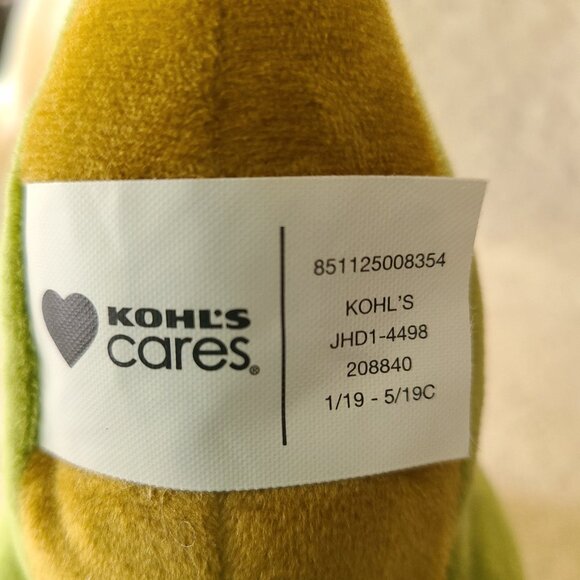 KOHL'S
cares®
851125008354
KOHL'S
JHD1-4498
208840
1/19 - 5/19C